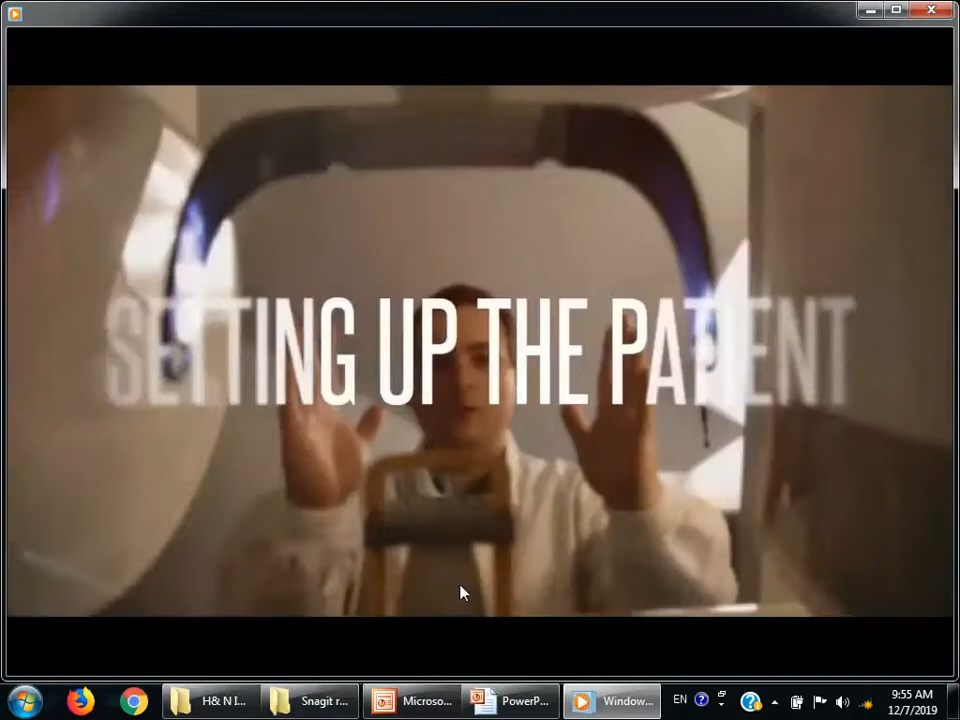 SETTING UP THE PATIENT
H& N I...
Snagit r...
Microso...
PowerP...
Window...
EN
9:55 AM
12/7/2019